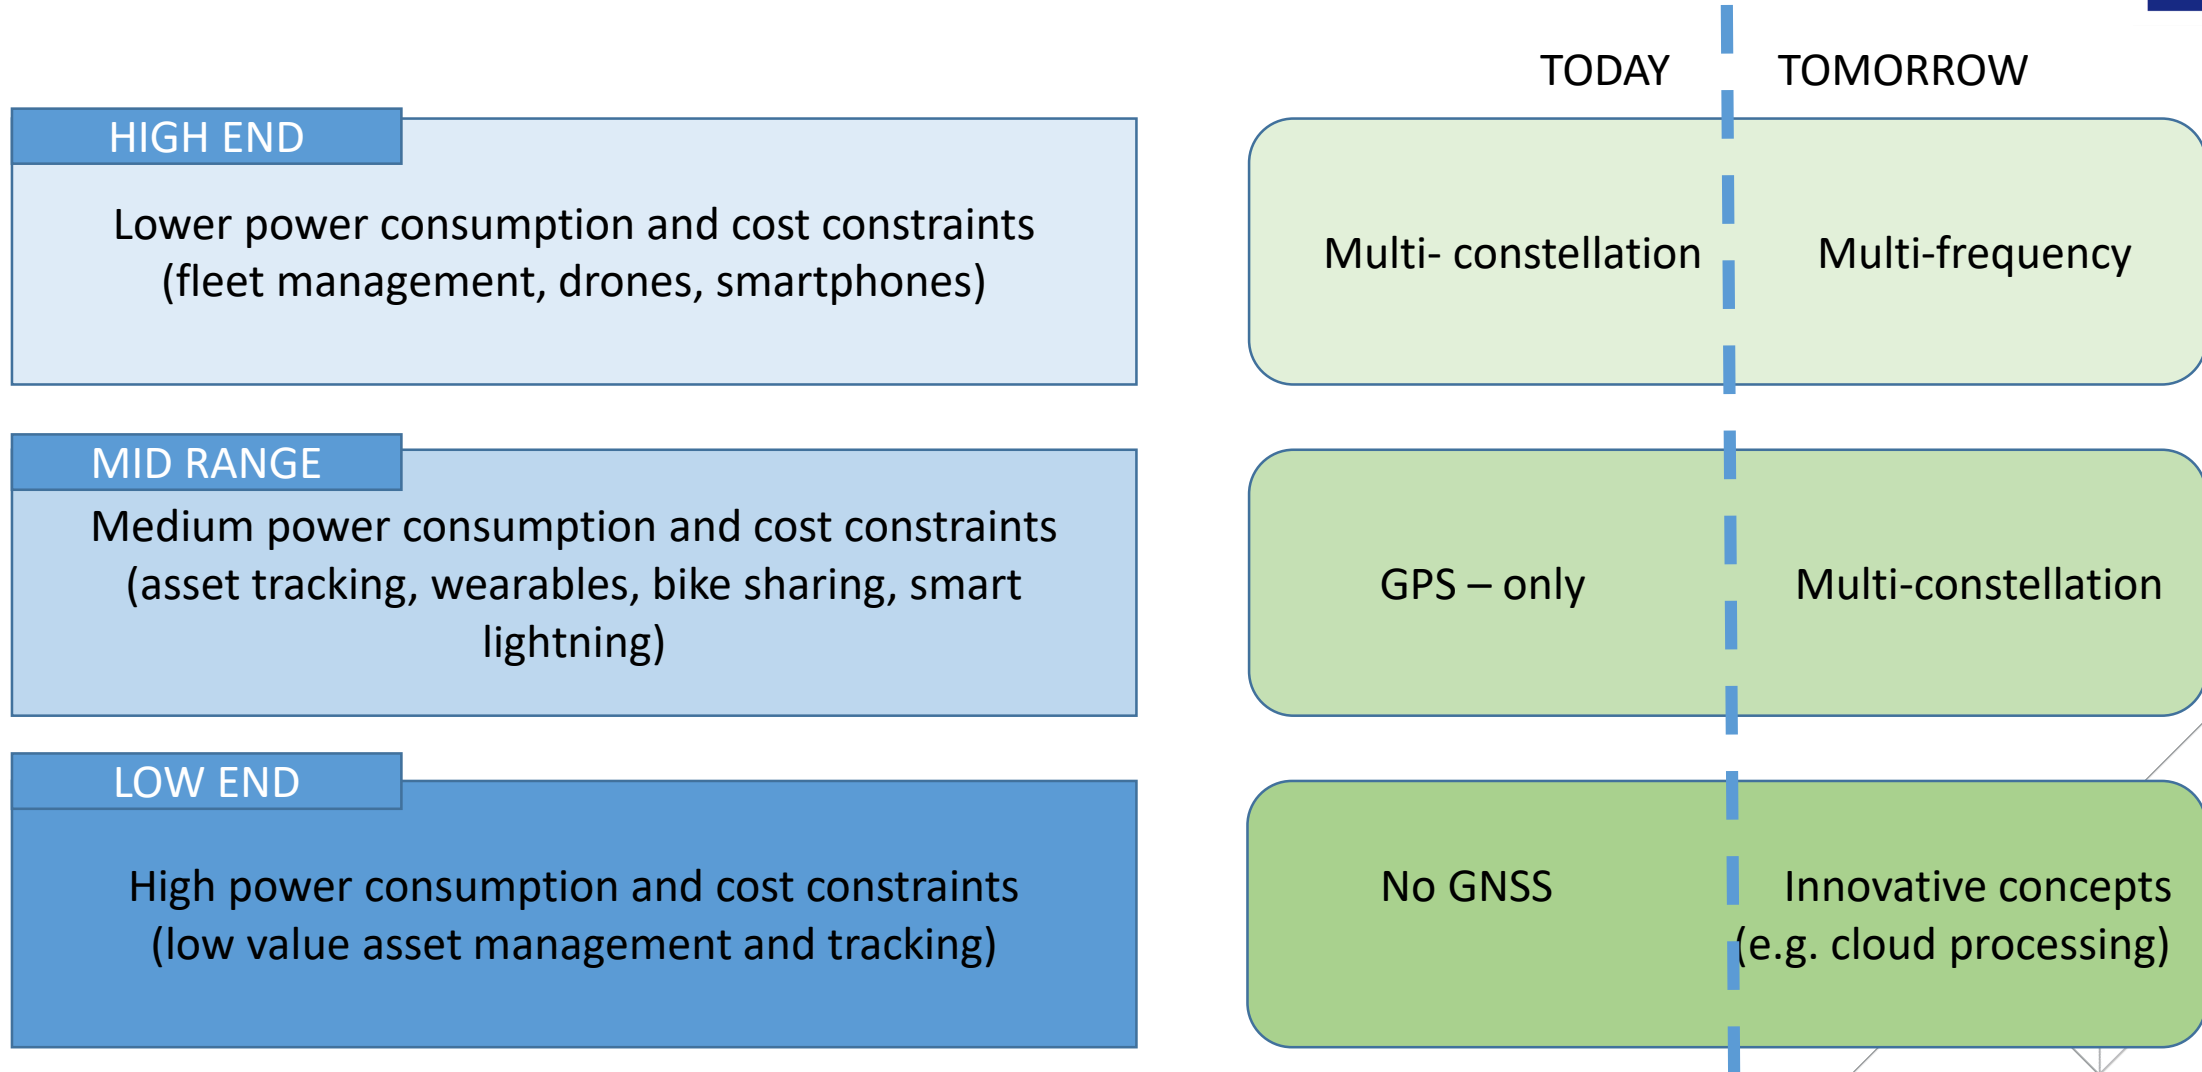 TODAY
TOMORROW
HIGH END
Lower power consumption and cost constraints
(fleet management, drones, smartphones)
Multi- constellation
Multi-frequency
MID RANGE
Medium power consumption and cost constraints
(asset tracking, wearables, bike sharing, smart
lightning)
GPS – only
Multi-constellation
LOW END
High power consumption and cost constraints
(low value asset management and tracking)
No GNSS
Innovative concepts
(e.g. cloud processing)